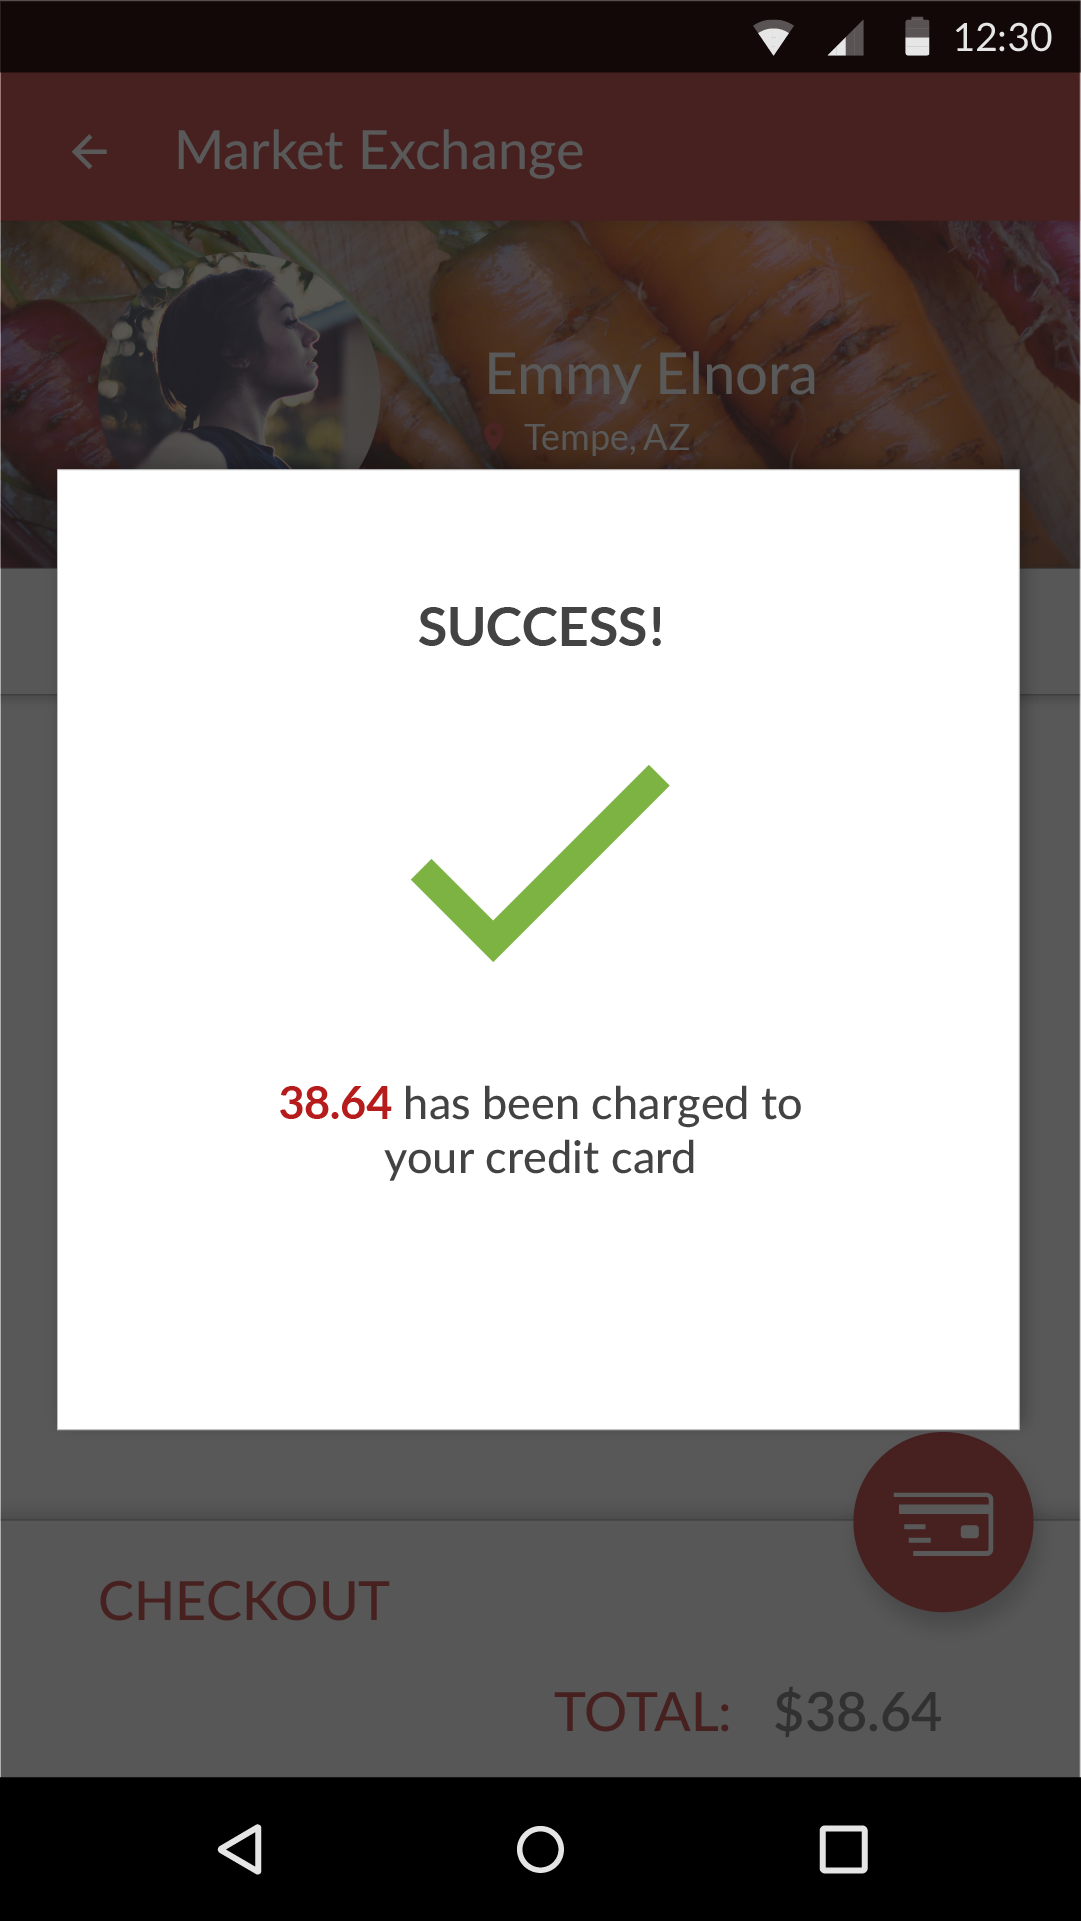 12:30
Market Exchange
Emmy Elnora
Tempe, AZ
SUCCESS!
38.64 has been charged to
your credit card
CHECKOUT
TOTAL: $38.64